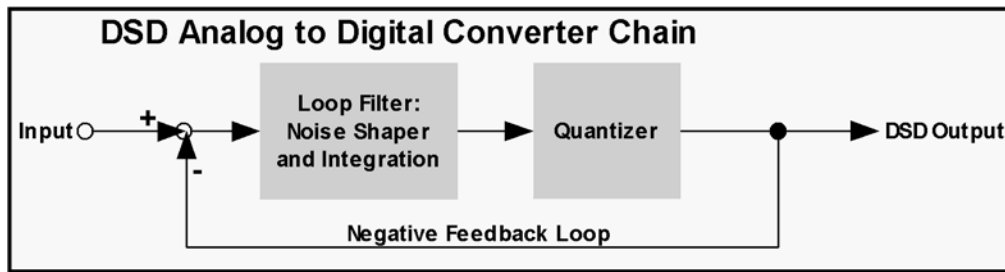 DSD Analog to Digital Converter Chain
Input
+
-
Loop Filter:
Noise Shaper
and Integration
Quantizer
DSD Output
Negative Feedback Loop